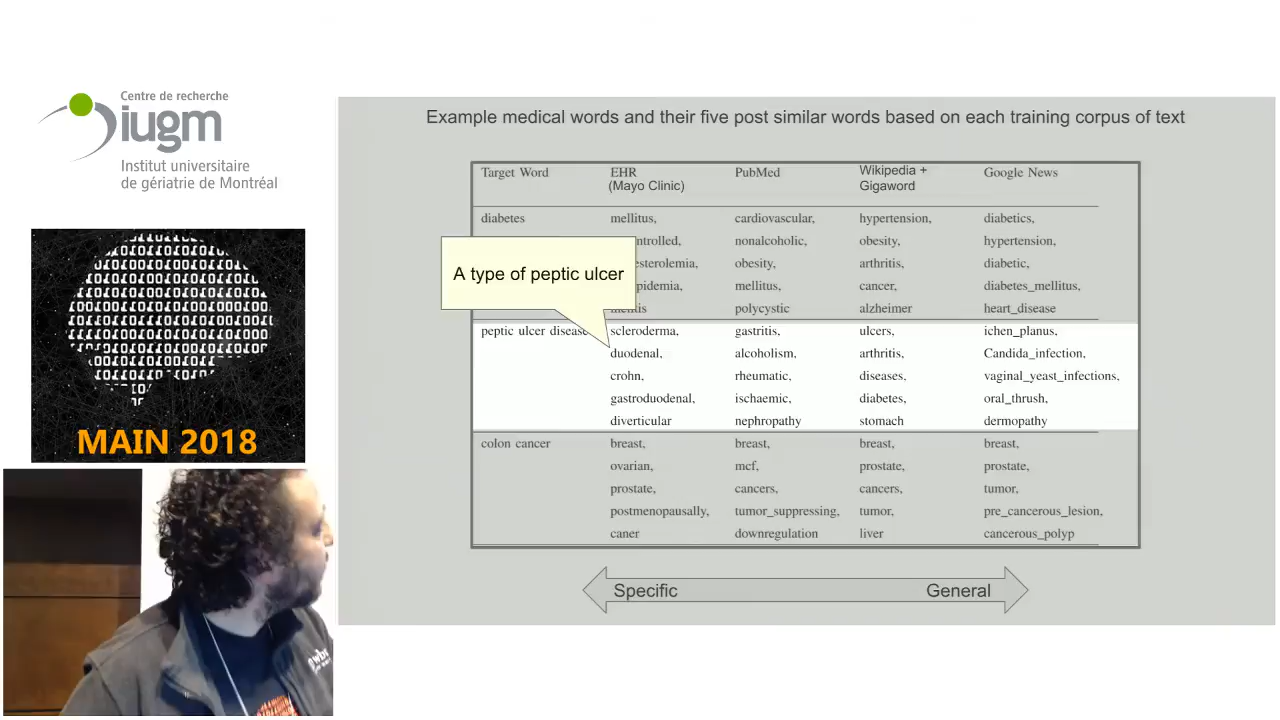 Centre de recherche
iugm
Institut universitaire
de gériatrie de Montréal
MAIN 2018
Example medical words and their five post similar words based on each training corpus of text
Target Word EHR (Mayo Clinic) PubMed Wikipedia + Gigaword Google News
diabetes mellitus, cardiovascular, hypertension, diabetics,
nonalcoholic, obesity, hypertension,
obesity, arthritis, diabetic,
mellitus, cancer, diabetes_mellitus,
polycystic alzheimer heart_disease
A type of peptic ulcer
peptic ulcer disease scleroderma, gastritis, ulcers, ichen_planus,
duodenal, alcoholism, arthritis, Candida_infection,
crohn, rheumatic, diseases, vaginal_yeast_infections,
gastroduodenal, ischaemic, diabetes, oral_thrush,
diverticular nephropathy stomach dermopathy
colon cancer breast, breast, breast, breast,
ovarian, mcf, prostate, prostate,
prostate, cancers, cancers, tumor,
postmenopausally, tumor_suppressing, tumor, pre_cancerous_lesion,
caner downregulation liver cancerous_polyp
Specific General